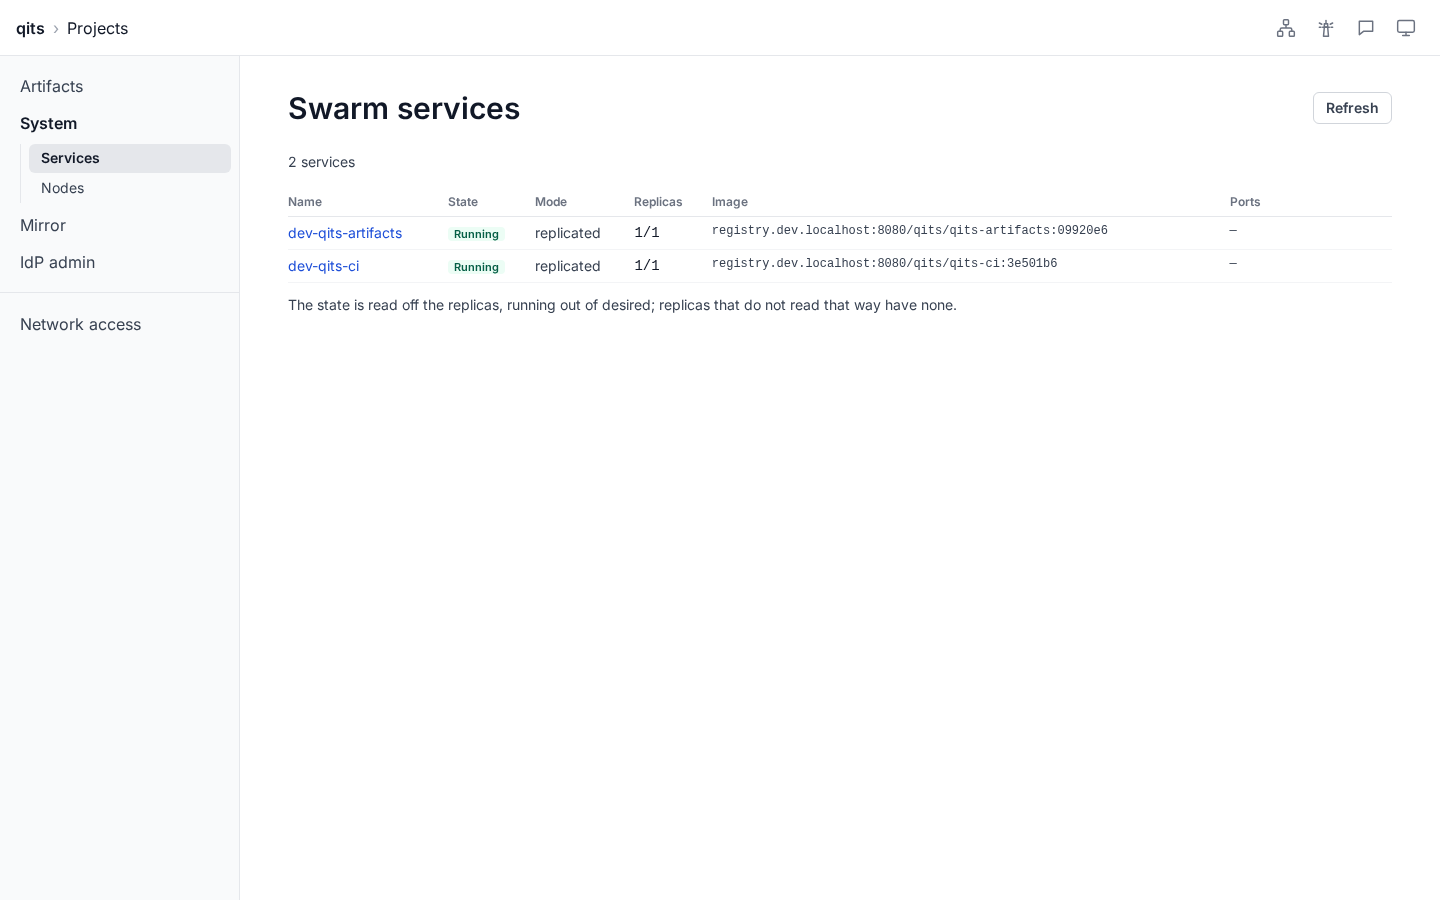 qits › Projects
Artifacts
System
Services
Nodes
Mirror
IdP admin
Network access
Swarm services
Refresh
2 services
Name State Mode Replicas Image Ports
dev-qits-artifacts Running replicated 1/1 registry.dev.localhost:8080/qits/qits-artifacts:09920e6 —
dev-qits-ci Running replicated 1/1 registry.dev.localhost:8080/qits/qits-ci:3e501b6 —
The state is read off the replicas, running out of desired; replicas that do not read that way have none.